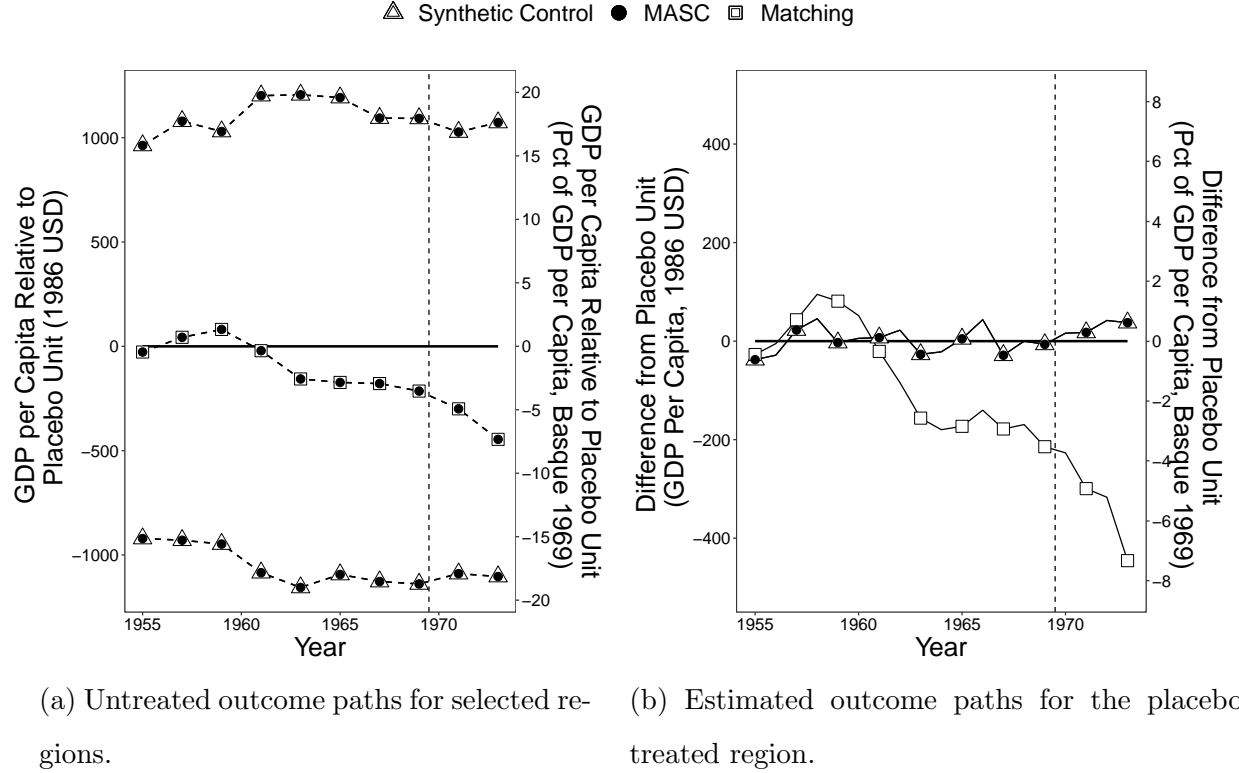 Synthetic Control MASC Matching
GDP per Capita Relative to
Placebo Unit (1986 USD)
1000
500
0
−500
−1000
20
15
10
5
0
−5
−10
−15
−20
GDP per Capita Relative to Placebo Unit
(Pct of GDP per Capita, Basque 1969)
1955 1960 1965 1970
Year
Difference from Placebo Unit
(GDP Per Capita, 1986 USD)
400
200
0
−200
−400
8
6
4
2
0
−2
−4
−6
−8
Difference from Placebo Unit
(Pct of GDP per Capita, Basque 1969)
1955 1960 1965 1970
Year
(a) Untreated outcome paths for selected re-
gions.
(b) Estimated outcome paths for the placebo
treated region.